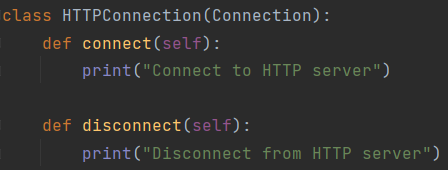 class HTTPConnection(Connection):
    def connect(self):
        print("Connect to HTTP server")

    def disconnect(self):
        print("Disconnect from HTTP server")